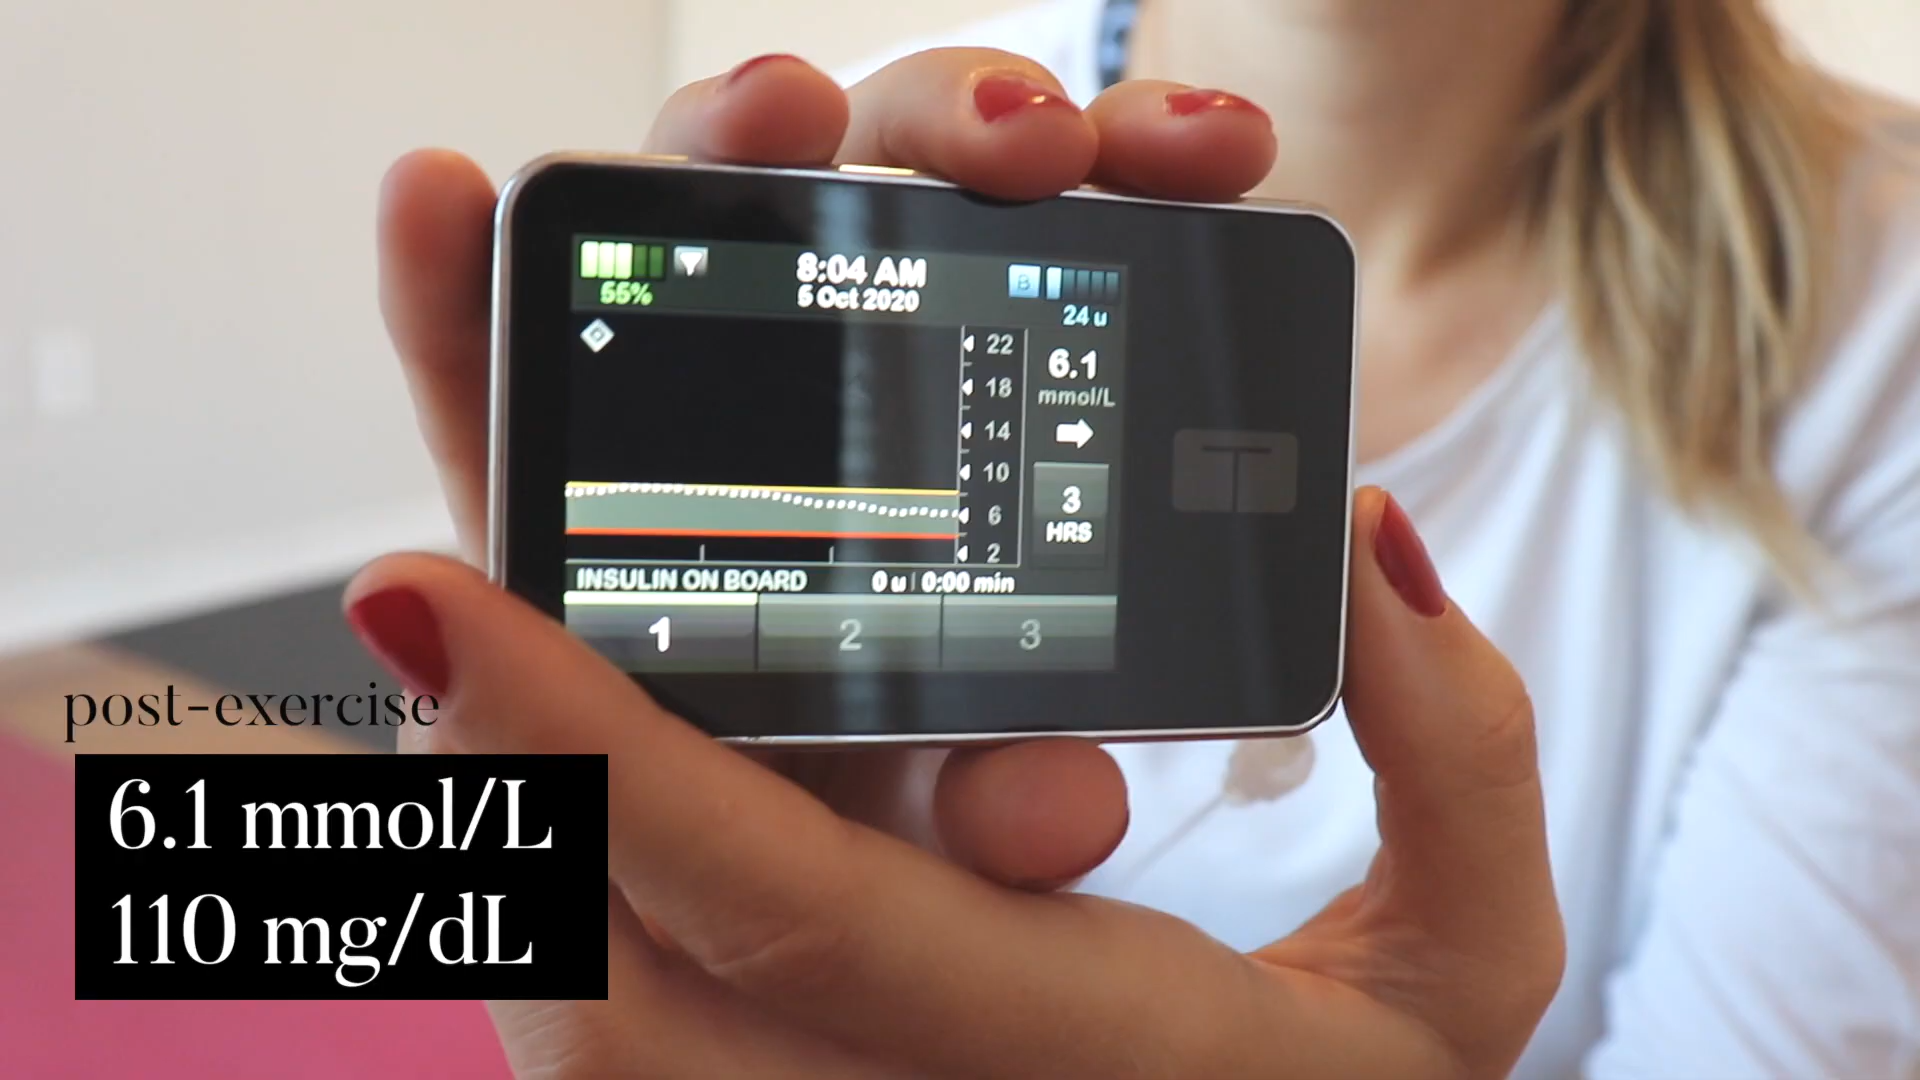 8:04 AM
55%
5 Oct 2020
B
24 u
22
6.1
18
mmol/L
14
10
3
6
HRS
2
INSULIN ON BOARD 0 u | 0:00 min
1 2 3
T
post-exercise
6.1 mmol/L
110 mg/dL